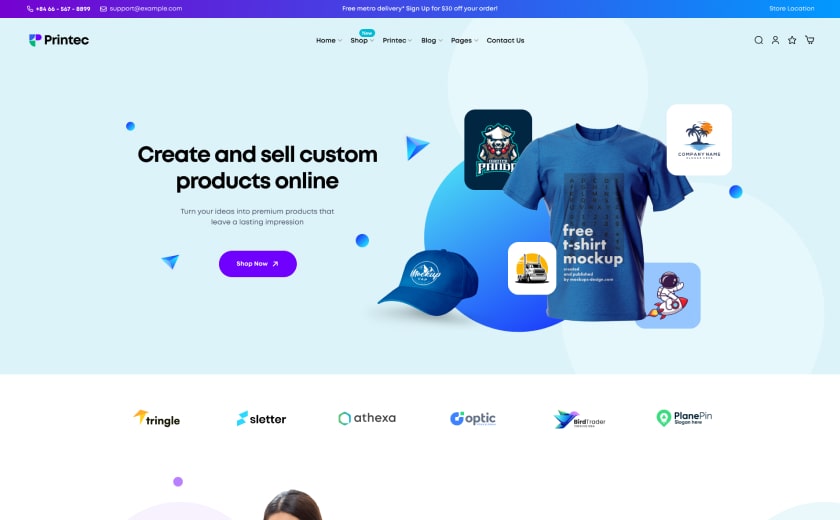 +84 66 - 567 - 8899
support@example.com
Free metro delivery* Sign Up for $30 off your order!
Store Location
Printec
Home
Shop
New
Printec
Blog
Pages
Contact Us
Create and sell custom
products online
Turn your ideas into premium products that
leave a lasting impression
Shop Now
PANDA
COMPANY NAME
free
t-shirt
mockup
created
and published
by mockups-design.com
Mockup
tringle
sletter
athexa
optic
BirdTrader
PlanePin
Slogan here